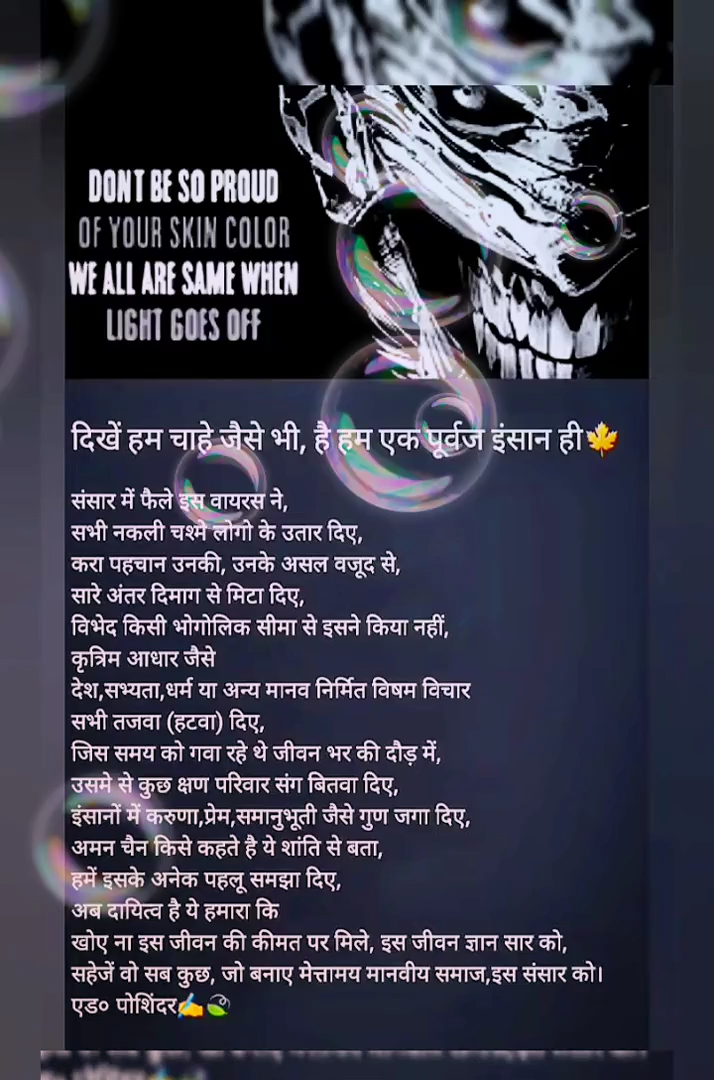 DONT BE SO PROUD
OF YOUR SKIN COLOR
WE ALL ARE SAME WHEN
LIGHT GOES OFF
दिखें हम चाहे जैसे भी, है हम एक पूर्वज इंसान ही🍁
संसार में फैले इस वायरस ने,
सभी नकली चश्मे लोगो के उतार दिए,
करा पहचान उनकी, उनके असल वजूद से,
सारे अंतर दिमाग से मिटा दिए,
विभेद किसी भोगोलिक सीमा से इसने किया नहीं,
कृत्रिम आधार जैसे
देश,सभ्यता,धर्म या अन्य मानव निर्मित विषम विचार
सभी तजवा (हटवा) दिए,
जिस समय को गवा रहे थे जीवन भर की दौड़ में,
उसमे से कुछ क्षण परिवार संग बितवा दिए,
इंसानों में करुणा,प्रेम,समानुभूती जैसे गुण जगा दिए,
अमन चैन किसे कहते है ये शांति से बता,
हमें इसके अनेक पहलू समझा दिए,
अब दायित्व है ये हमारा कि
खोए ना इस जीवन की कीमत पर मिले, इस जीवन ज्ञान सार को,
सहेजें वो सब कुछ, जो बनाए मेत्तामय मानवीय समाज,इस संसार को।
एड० पोशिंदर✍️🍃